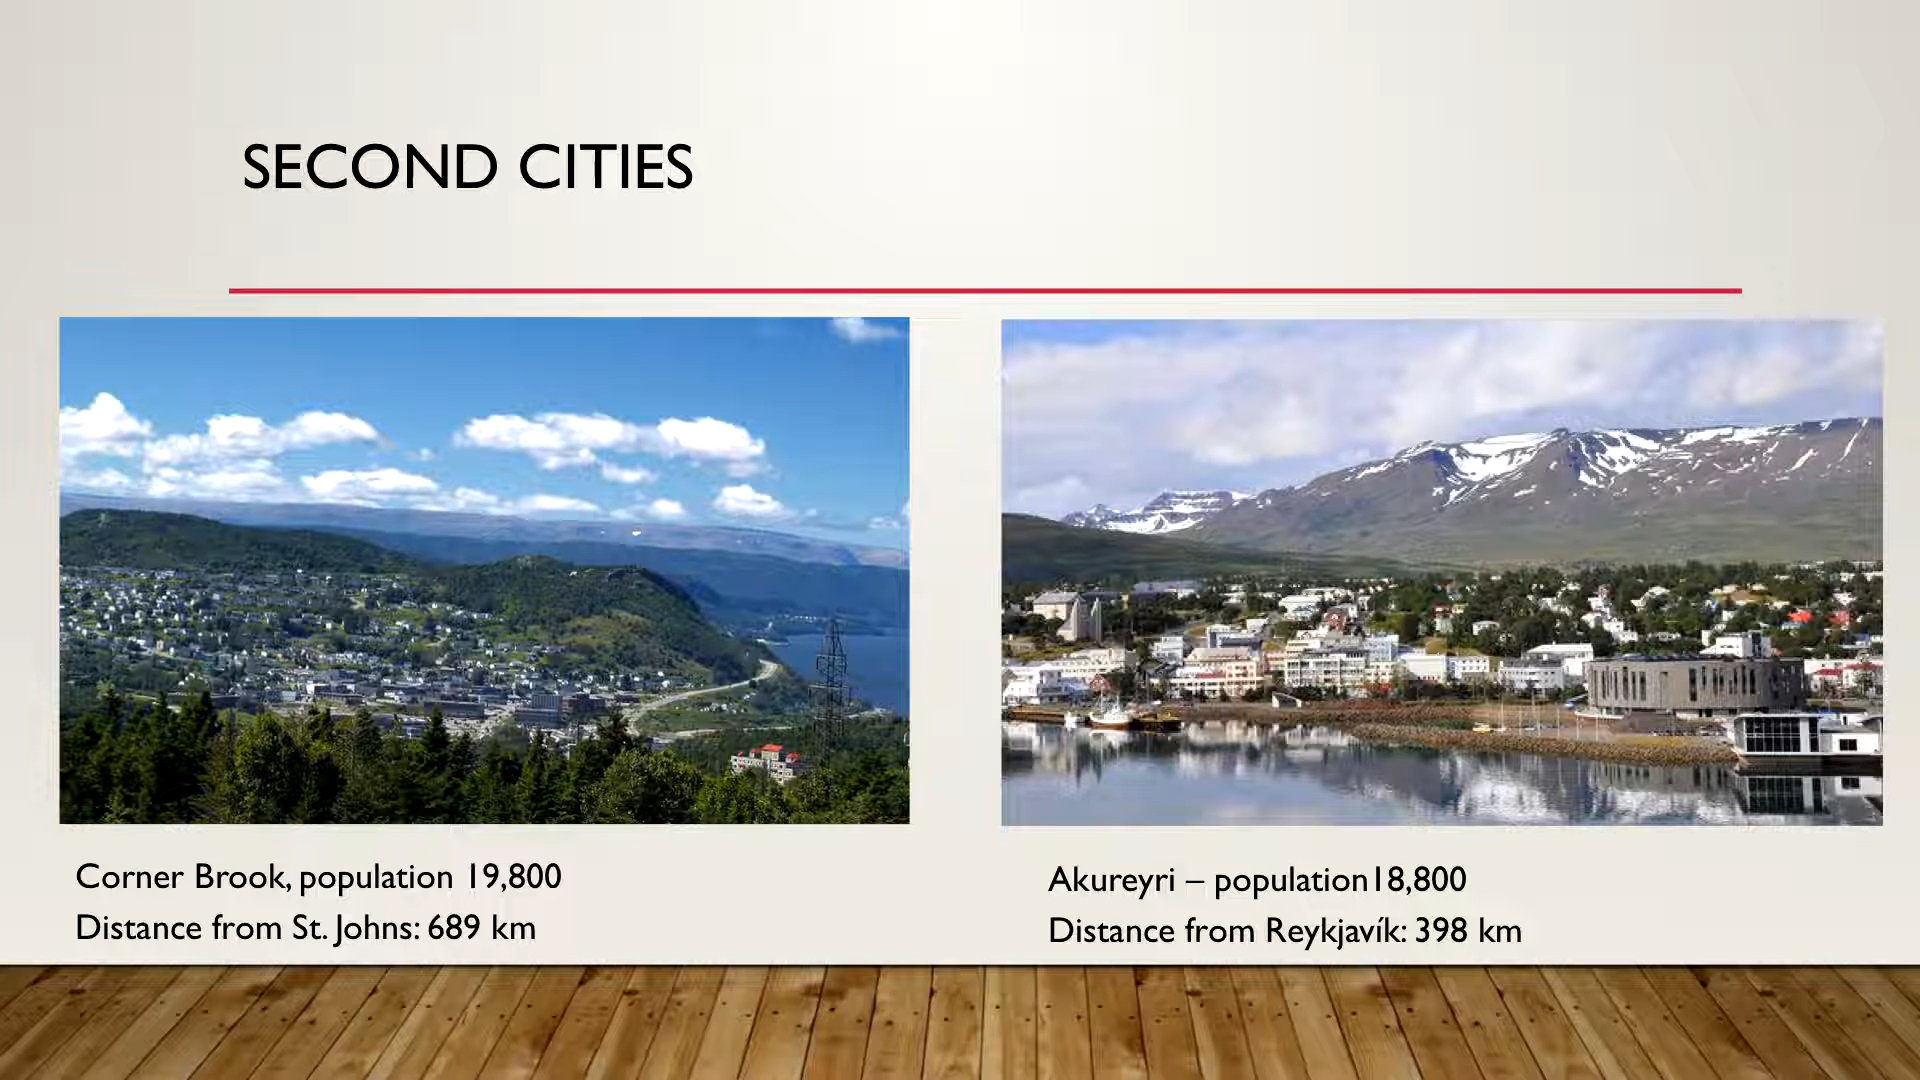 SECOND CITIES
Corner Brook, population 19,800
Distance from St. Johns: 689 km
Akureyri – population18,800
Distance from Reykjavík: 398 km